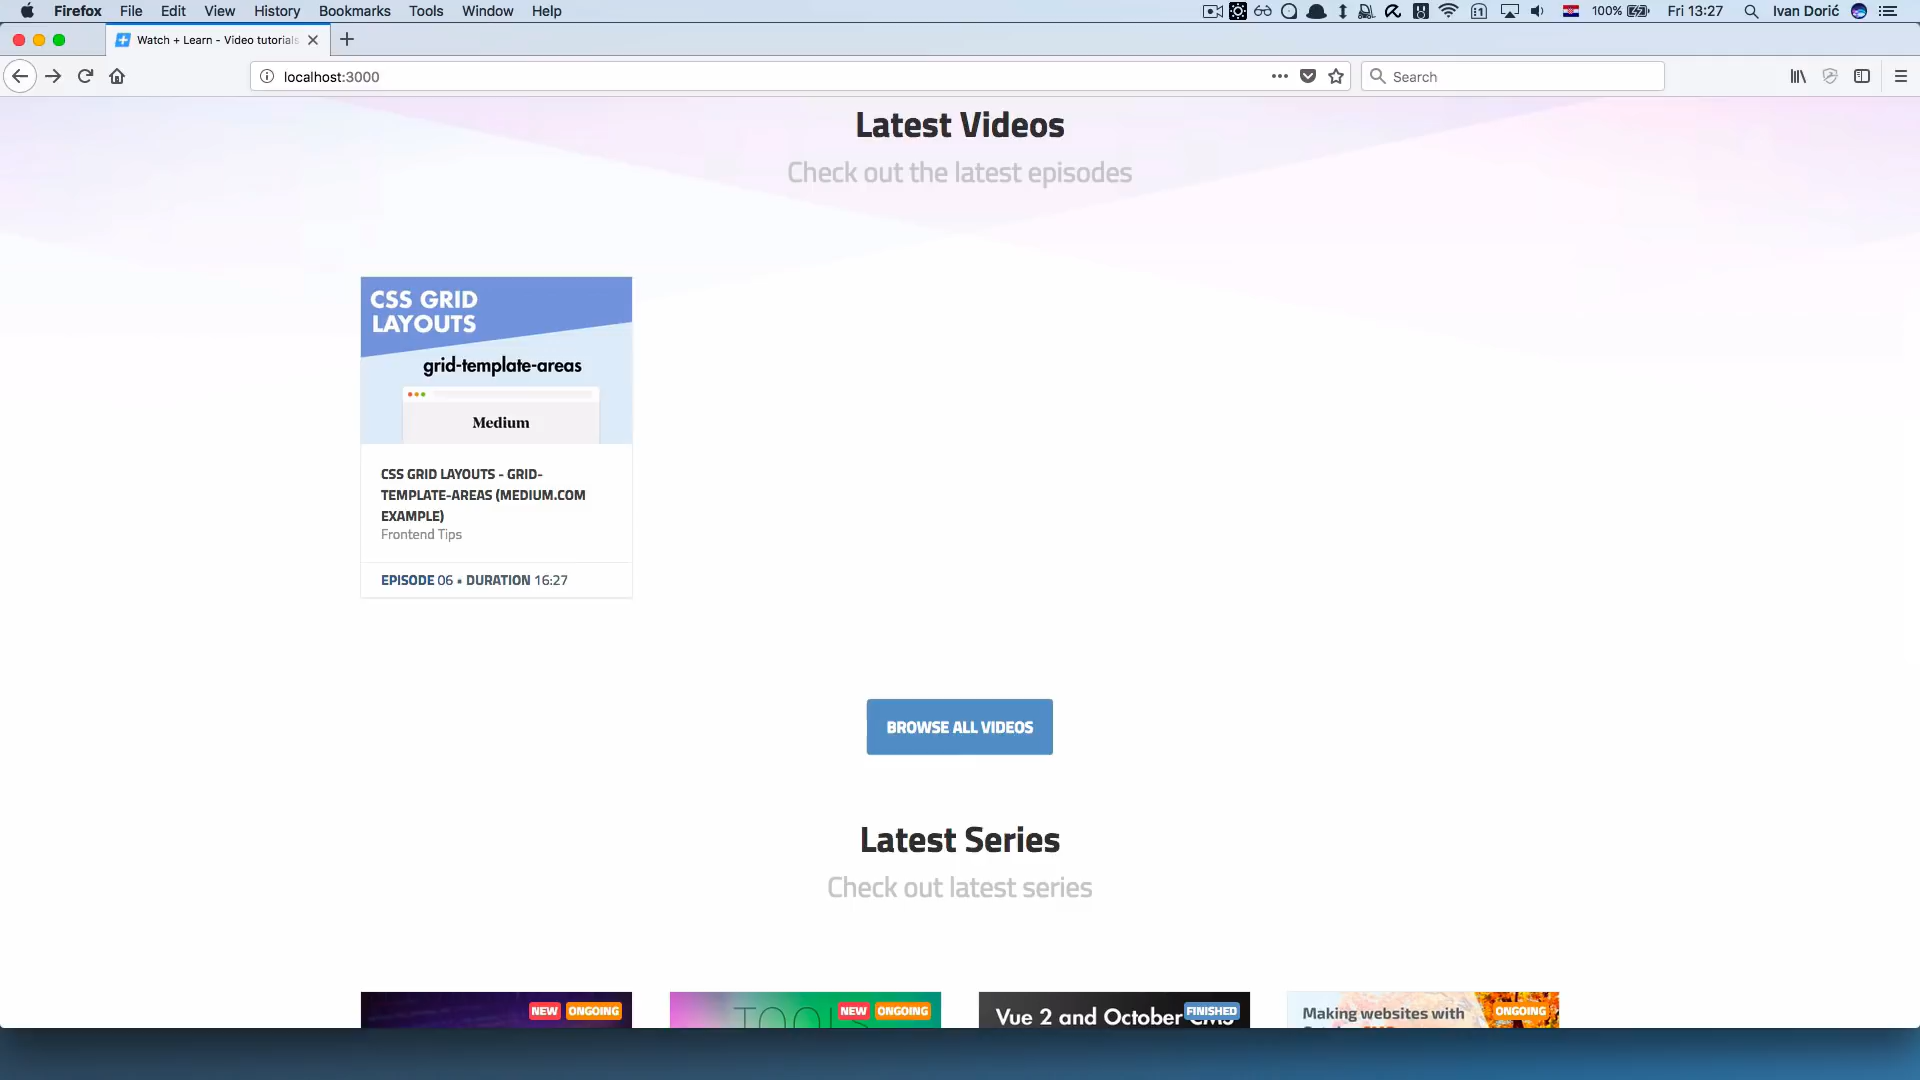 Firefox File Edit View History Bookmarks Tools Window Help 100% Fri 13:27 Ivan Dorić
Watch + Learn - Video tutorials
localhost:3000 Search
Latest Videos
Check out the latest episodes
CSS GRID
LAYOUTS
grid-template-areas
Medium
CSS GRID LAYOUTS - GRID-
TEMPLATE-AREAS (MEDIUM.COM
EXAMPLE)
Frontend Tips
EPISODE 06 • DURATION 16:27
BROWSE ALL VIDEOS
Latest Series
Check out latest series
NEW ONGOING
TOOLS NEW ONGOING
Vue 2 and October CMS FINISHED
Making websites with ONGOING